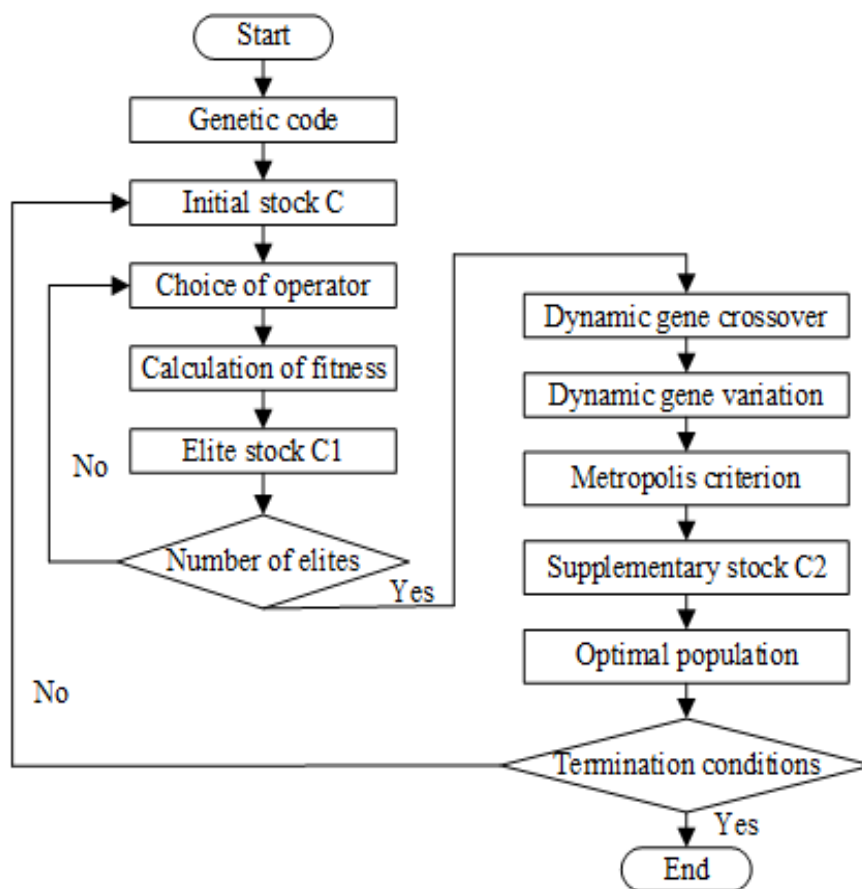 Start
Genetic code
Initial stock C
Choice of operator
Calculation of fitness
Elite stock C1
No
Number of elites
Yes
Dynamic gene crossover
Dynamic gene variation
Metropolis criterion
Supplementary stock C2
Optimal population
No
Termination conditions
Yes
End